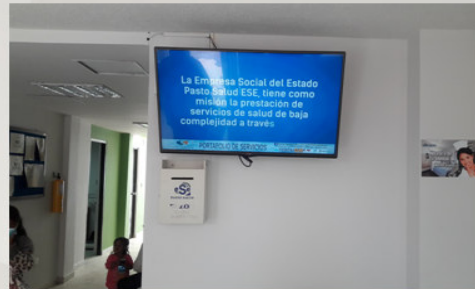 La Empresa Social del Estado
Pasto Salud ESE, tiene como
misión la prestación de
servicios de salud de baja
complejidad a través
PORTAFOLIO DE SERVICIOS